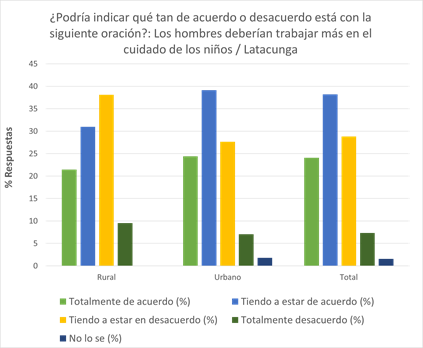 ¿Podría indicar qué tan de acuerdo o desacuerdo está con la
siguiente oración?: Los hombres deberían trabajar más en el
cuidado de los niños / Latacunga
% Respuestas
45
40
35
30
25
20
15
10
5
0
Rural Urbano Total
Totalmente de acuerdo (%) Tiendo a estar de acuerdo (%)
Tiendo a estar en desacuerdo (%) Totalmente desacuerdo (%)
No lo se (%)